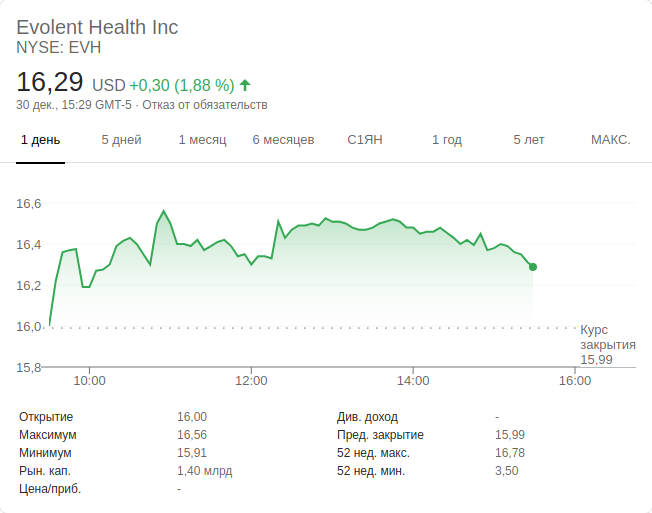 Evolent Health Inc
NYSE: EVH
16,29 USD +0,30 (1,88 %)
30 дек., 15:29 GMT-5 · Отказ от обязательств
1 день 5 дней 1 месяц 6 месяцев С1ЯН 1 год 5 лет МАКС.
16,6
16,4
16,2
16,0
15,8
Курс
закрытия
15,99
10:00 12:00 14:00 16:00
Открытие 16,00 Див. доход -
Максимум 16,56 Пред. закрытие 15,99
Минимум 15,91 52 нед. макс. 16,78
Рын. кап. 1,40 млрд 52 нед. мин. 3,50
Цена/приб. -